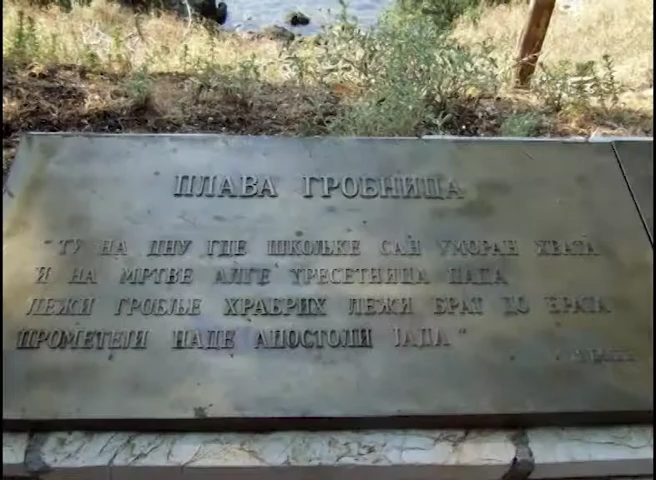 ПЛАВА ГРОБНИЦА
"ТУ НА ДНУ ГДЕ ШКОЉКЕ САН УМОРАН ХВАТА
И НА МРТВЕ АЛГЕ ТРЕСЕТНИЦА ПАДА
ЛЕЖИ ГРОБЉЕ ХРАБРИХ ЛЕЖИ БРАТ ДО БРАТА
ПРОМЕТЕЈИ НАДЕ АПОСТОЛИ ЈАДА"